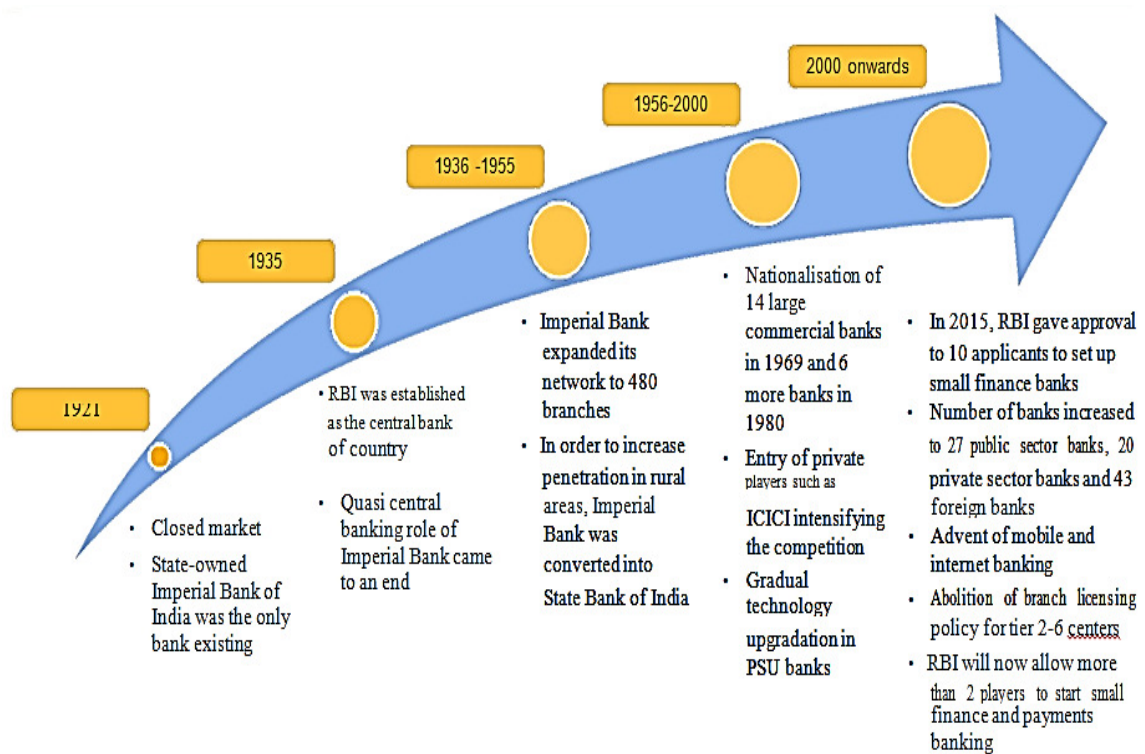 2000 onwards
1956-2000
1936 -1955
1935
1921
• Closed market
• State-owned
Imperial Bank of
India was the only
bank existing
• RBI was established
as the central bank
of country
• Quasi central
banking role of
Imperial Bank came
to an end
• Imperial Bank
expanded its
network to 480
branches
• In order to increase
penetration in rural
areas, Imperial
Bank was
converted into
State Bank of India
• Nationalisation of
14 large
commercial banks
in 1969 and 6
more banks in
1980
• Entry of private
players such as
ICICI intensifying
the competition
• Gradual
technology
upgradation in
PSU banks
• In 2015, RBI gave approval
to 10 applicants to set up
small finance banks
• Number of banks increased
to 27 public sector banks, 20
private sector banks and 43
foreign banks
• Advent of mobile and
internet banking
• Abolition of branch licensing
policy for tier 2-6 centers
• RBI will now allow more
than 2 players to start small
finance and payments
banking